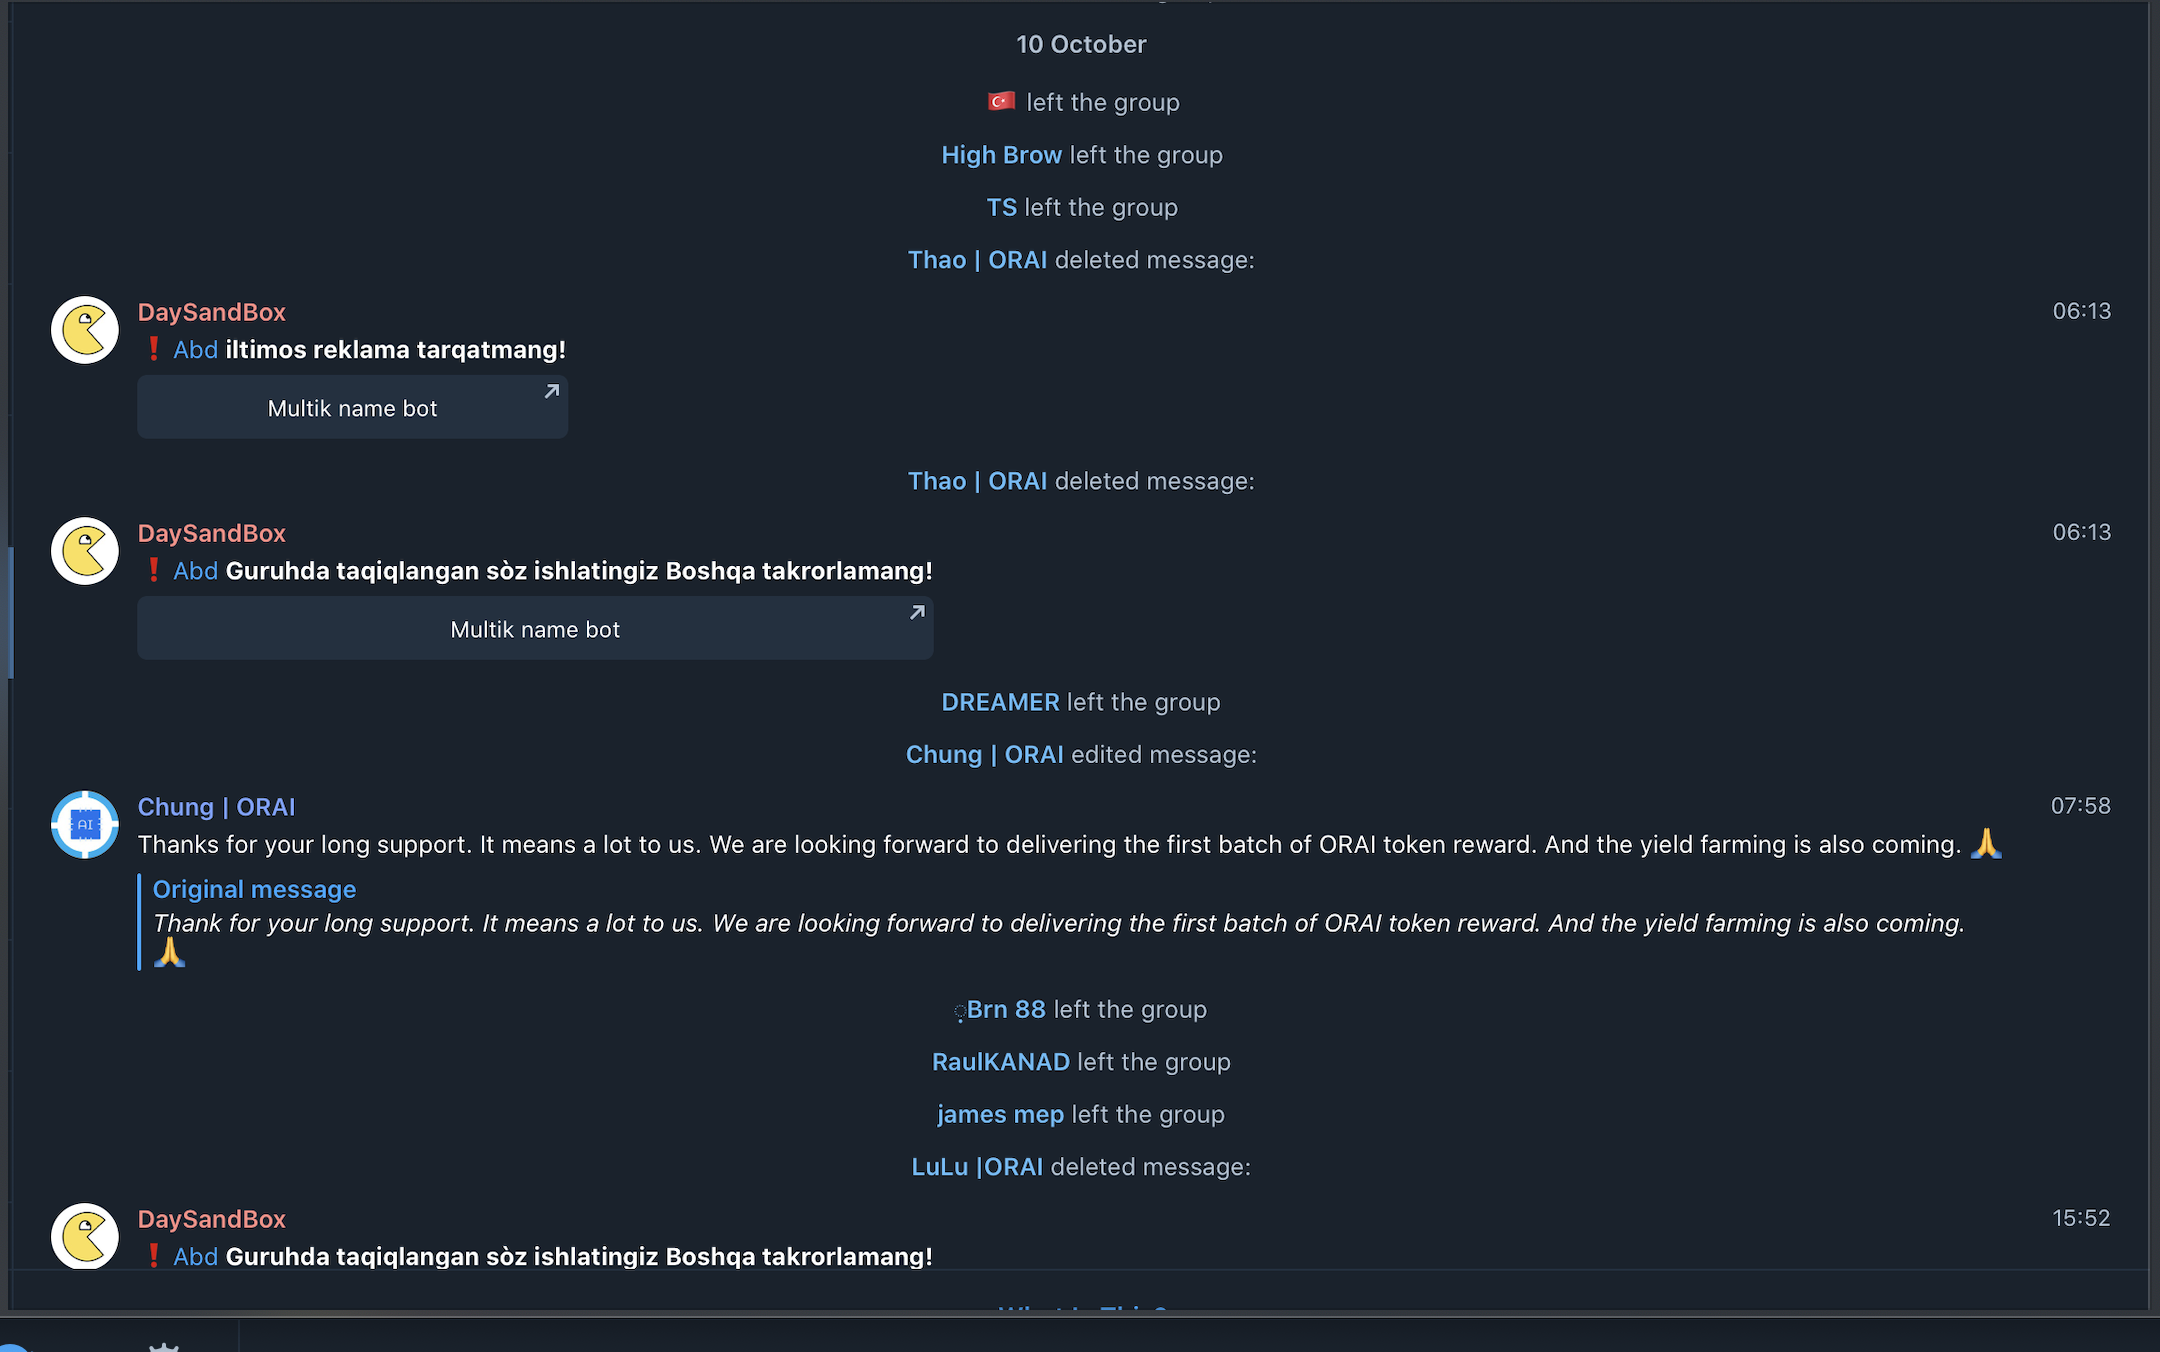 10 October
🇹🇷 left the group
High Brow left the group
TS left the group
Thao | ORAI deleted message:
DaySandBox 06:13
❗ Abd iltimos reklama tarqatmang!
Multik name bot
Thao | ORAI deleted message:
DaySandBox 06:13
❗ Abd Guruhda taqiqlangan sòz ishlatingiz Boshqa takrorlamang!
Multik name bot
DREAMER left the group
Chung | ORAI edited message:
Chung | ORAI 07:58
Thanks for your long support. It means a lot to us. We are looking forward to delivering the first batch of ORAI token reward. And the yield farming is also coming. 🙏
Original message
Thank for your long support. It means a lot to us. We are looking forward to delivering the first batch of ORAI token reward. And the yield farming is also coming.
🙏
Brn 88 left the group
RaulKANAD left the group
james mep left the group
LuLu |ORAI deleted message:
DaySandBox 15:52
❗ Abd Guruhda taqiqlangan sòz ishlatingiz Boshqa takrorlamang!
What Is This?